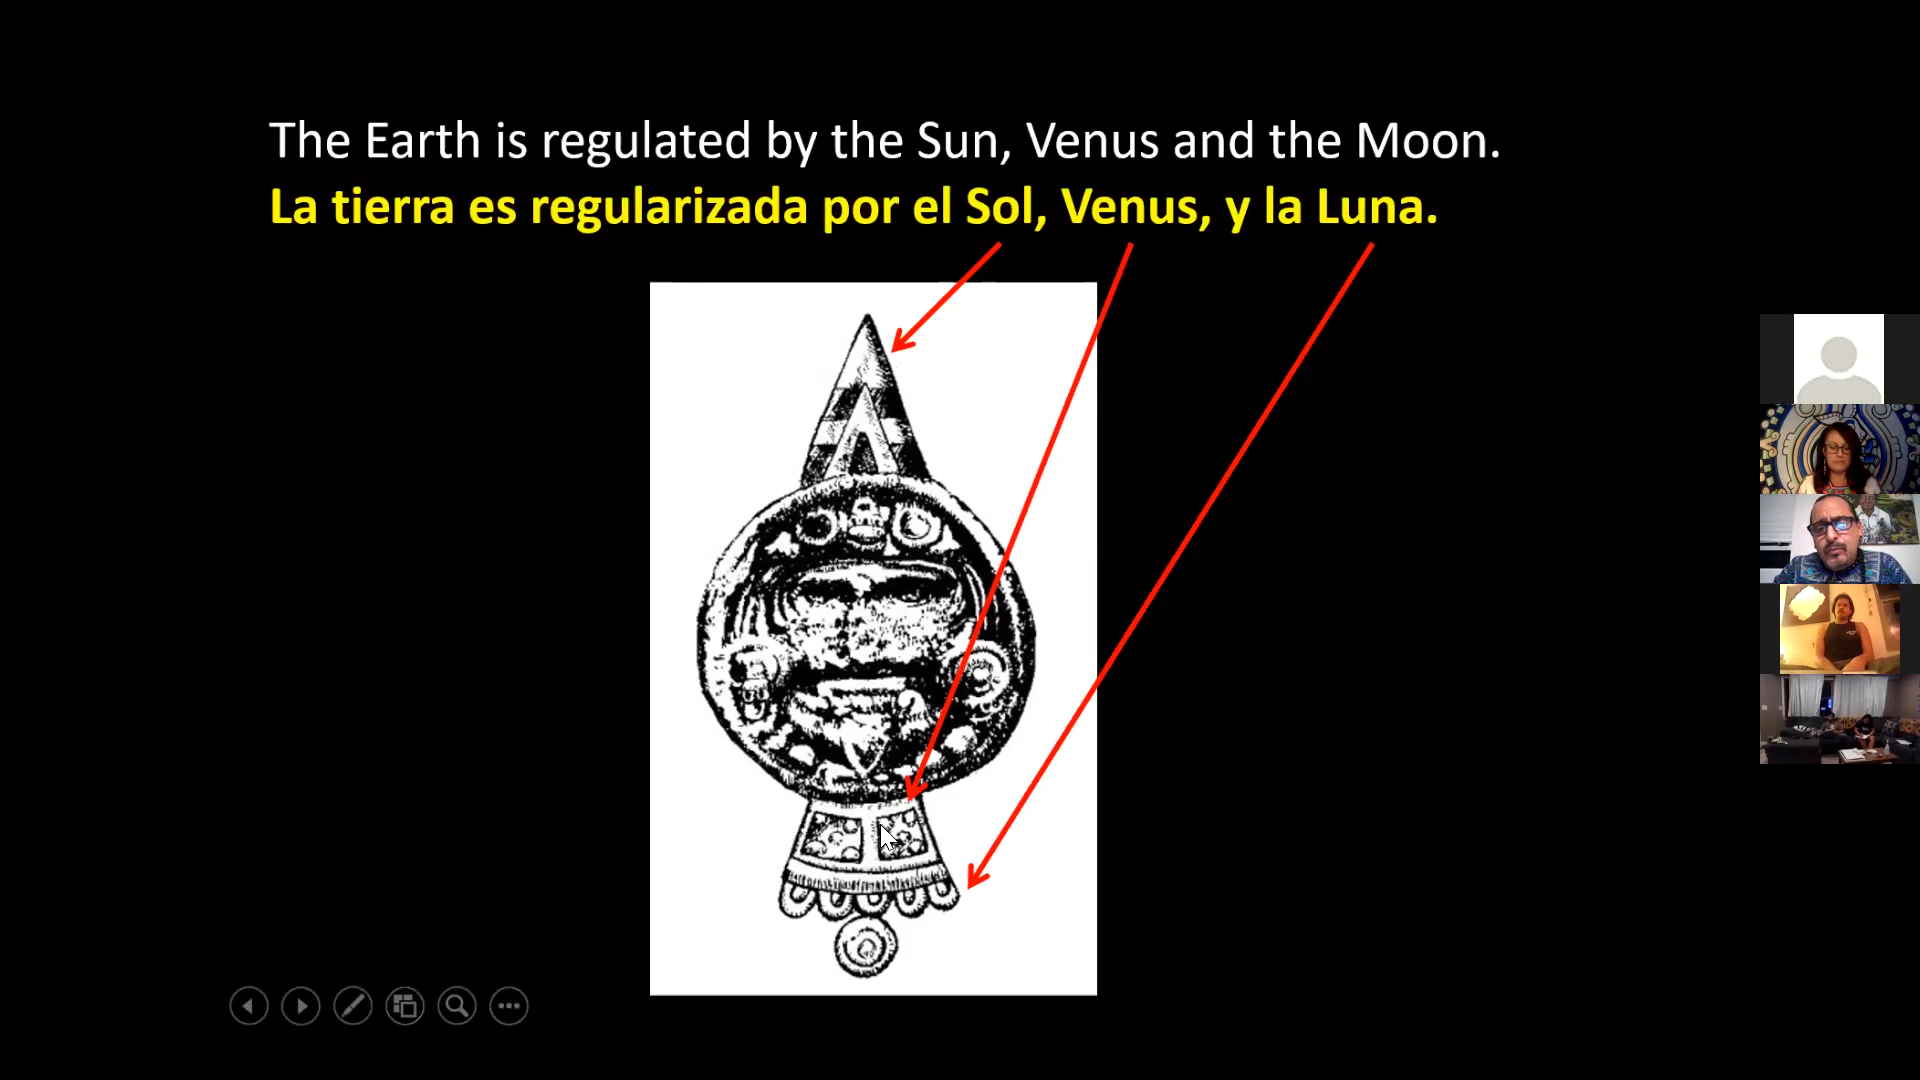 The Earth is regulated by the Sun, Venus and the Moon.
La tierra es regularizada por el Sol, Venus, y la Luna.